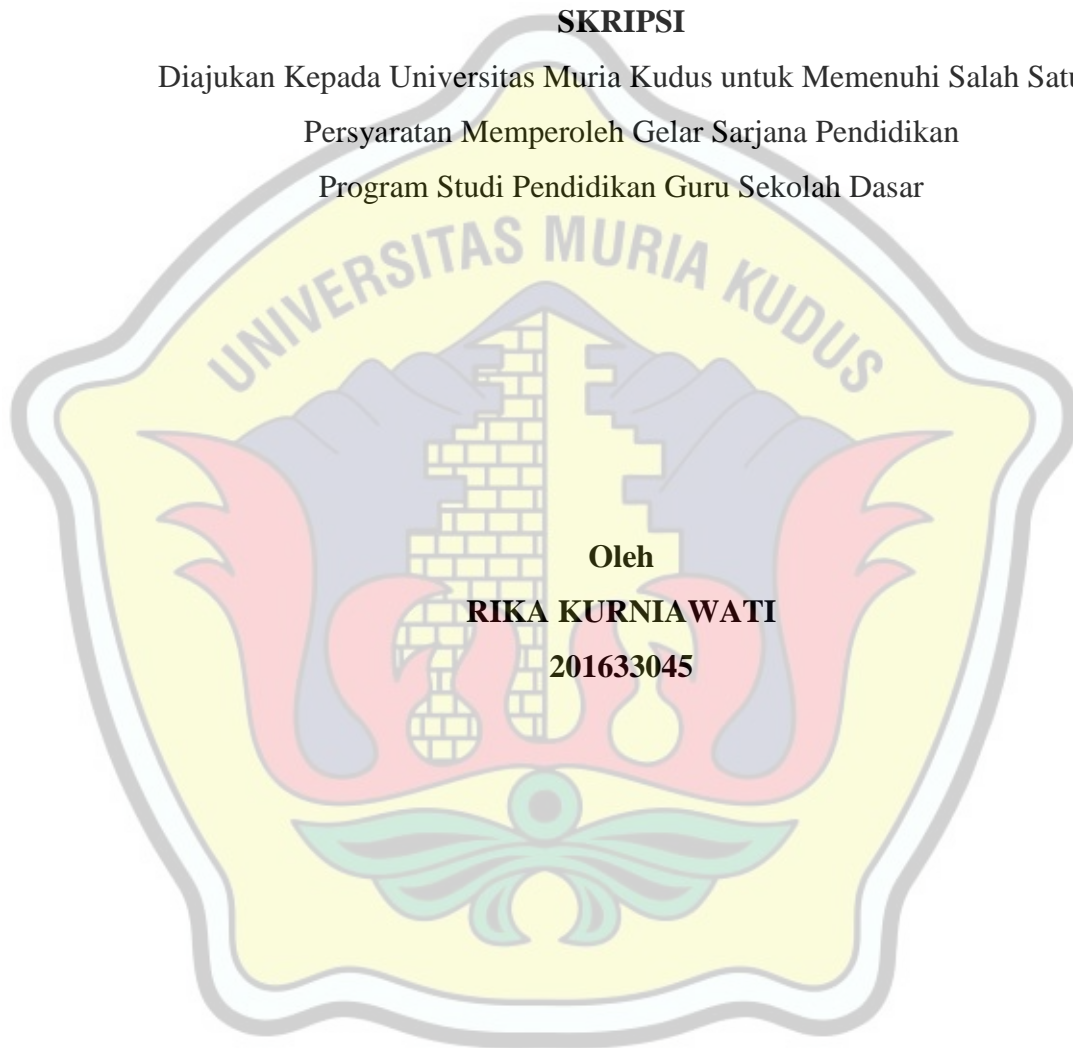 SKRIPSI
Diajukan Kepada Universitas Muria Kudus untuk Memenuhi Salah Satu
Persyaratan Memperoleh Gelar Sarjana Pendidikan
Program Studi Pendidikan Guru Sekolah Dasar
UNIVERSITAS MURIA KUDUS
Oleh
RIKA KURNIAWATI
201633045